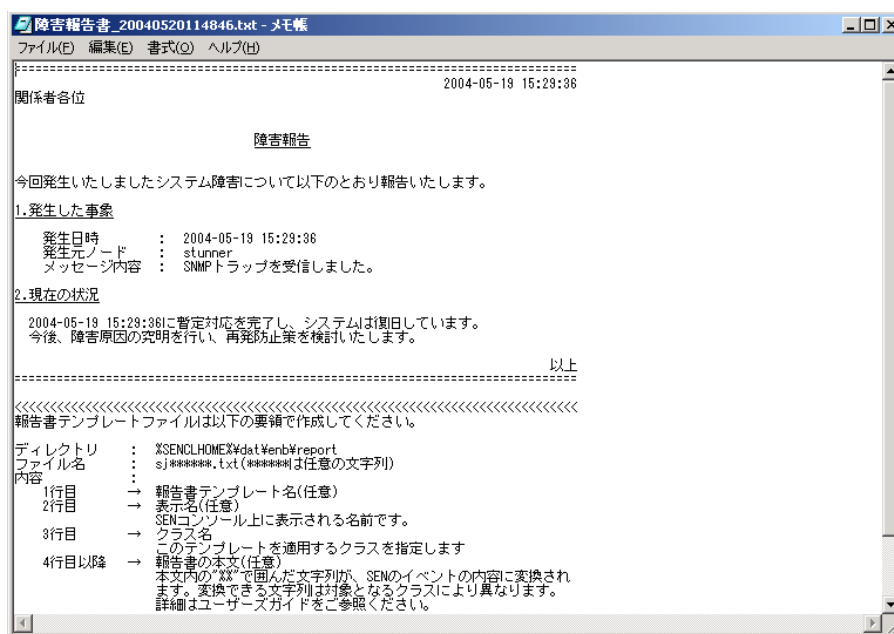 障害報告書_20040520114846.txt - メモ帳
ファイル(F) 編集(E) 書式(O) ヘルプ(H)
================================================================================
2004-05-19 15:29:36
関係者各位
障害報告
今回発生いたしましたシステム障害について以下のとおり報告いたします。
1.発生した事象
発生日時 : 2004-05-19 15:29:36
発生元ノード : stunner
メッセージ内容 : SNMPトラップを受信しました。
2.現在の状況
2004-05-19 15:29:36に暫定対応を完了し、システムは復旧しています。
今後、障害原因の究明を行い、再発防止策を検討いたします。
以上
================================================================================
<<<<<<<<<<<<<<<<<<<<<<<<<<<<<<<<<<<<<<<<<<<<<<<<<<<<<<<<<<<<<<<<<<<<<<<<<<<<<<<<
報告書テンプレートファイルは以下の要領で作成してください。
ディレクトリ : %SENCLHOME%¥dat¥enb¥report
ファイル名 : sj******.txt(******は任意の文字列)
内容 :
1行目 → 報告書テンプレート名(任意)
2行目 → 表示名(任意)
SENコンソール上に表示される名前です。
3行目 → クラス名
このテンプレートを適用するクラスを指定します
4行目以降 → 報告書の本文(任意)
本文内の"%%"で囲んだ文字列が、SENのイベントの内容に変換され
ます。変換できる文字列は対象となるクラスにより異なります。
詳細はユーザーズガイドをご参照ください。